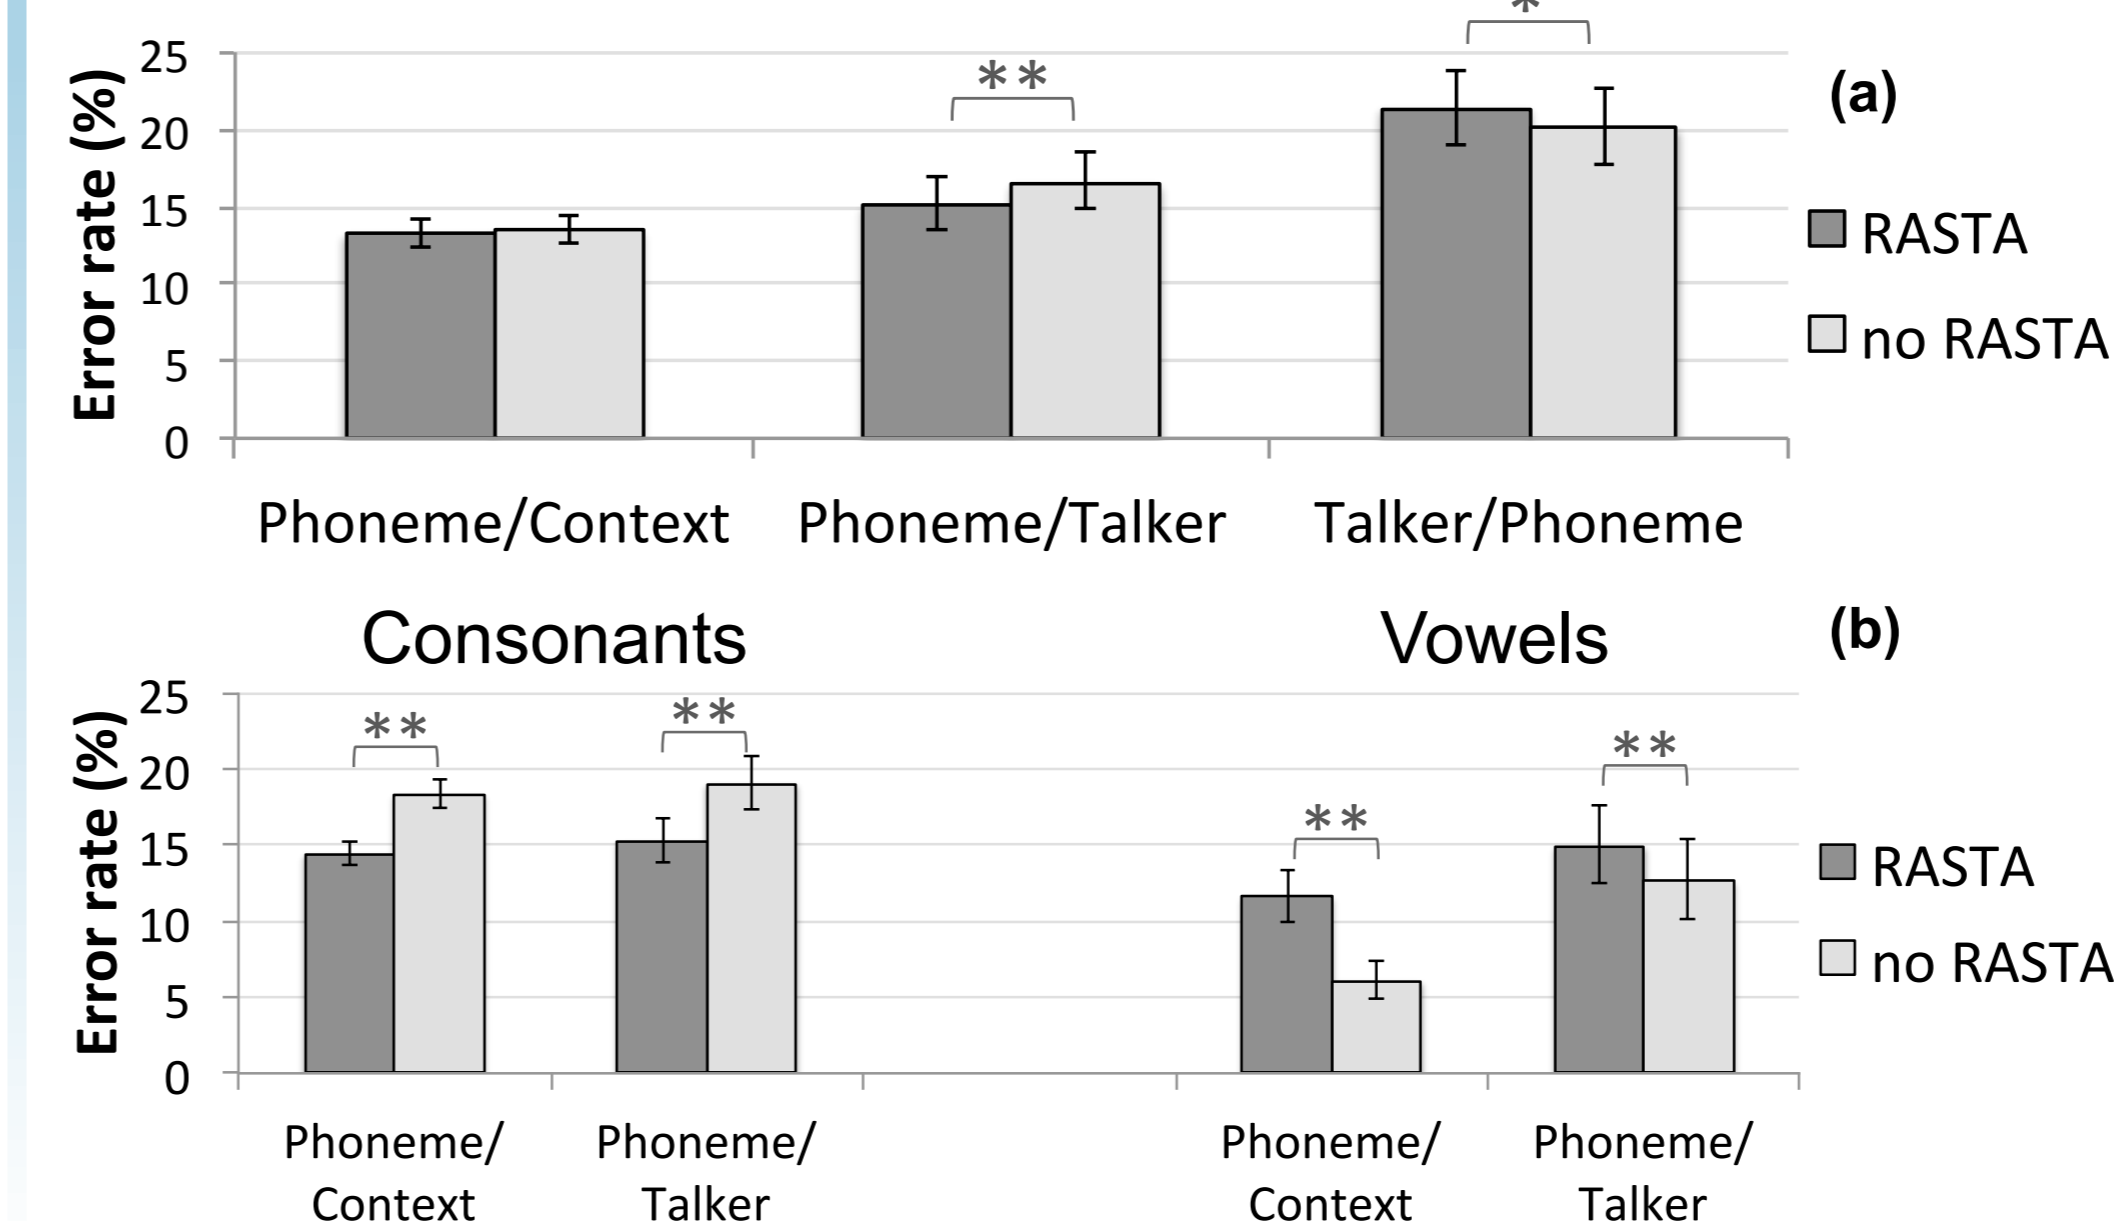 *
25
20
15
10
5
0
Error rate (%)
**
(a)
RASTA
no RASTA
Phoneme/Context Phoneme/Talker Talker/Phoneme
Consonants Vowels (b)
25
20
15
10
5
0
Error rate (%)
** ** ** **
RASTA
no RASTA
Phoneme/ Phoneme/ Phoneme/ Phoneme/
Context Talker Context Talker